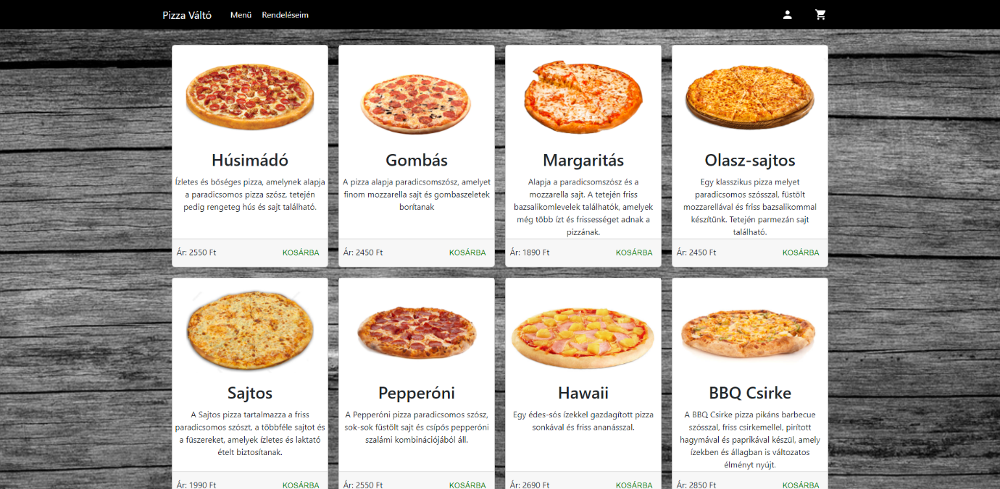 Pizza Váltó Menü Rendeléseim
Húsimádó
Ízletes és bőséges pizza, amelynek alapja
a paradicsomos pizza szósz, tetején
pedig rengeteg hús és sajt található.
Ár: 2550 Ft KOSÁRBA
Gombás
A pizza alapja paradicsomszósz, amelyet
finom mozzarella sajt és gombaszeletek
borítanak
Ár: 2450 Ft KOSÁRBA
Margaritás
Alapja a paradicsomszósz és a
mozzarella sajt. A tetején friss
bazsalikomlevelek találhatók, amelyek
még több ízt és frissességet adnak a
pizzának.
Ár: 1890 Ft KOSÁRBA
Olasz-sajtos
Egy klasszikus pizza melyet
paradicsomos szósszal, füstölt
mozzarellával és friss bazsalikommal
készítünk. Tetején parmezán sajt
található.
Ár: 2450 Ft KOSÁRBA
Sajtos
A Sajtos pizza tartalmazza a friss
paradicsomos szószt, a többféle sajtot és
a fűszereket, amelyek ízletes és laktató
ételt biztosítanak.
Ár: 1990 Ft KOSÁRBA
Pepperóni
A Pepperóni pizza paradicsomos szósz,
sok-sok füstölt sajt és csípős pepperóni
szalámi kombinációjából áll.
Ár: 2550 Ft KOSÁRBA
Hawaii
Egy édes-sós ízekkel gazdagított pizza
sonkával és friss ananásszal.
Ár: 2690 Ft KOSÁRBA
BBQ Csirke
A BBQ Csirke pizza pikáns barbecue
szósszal, friss csirkemellel, pirított
hagymával és paprikával készül, amely
ízekben és állagban is változatos
élményt nyújt.
Ár: 2850 Ft KOSÁRBA